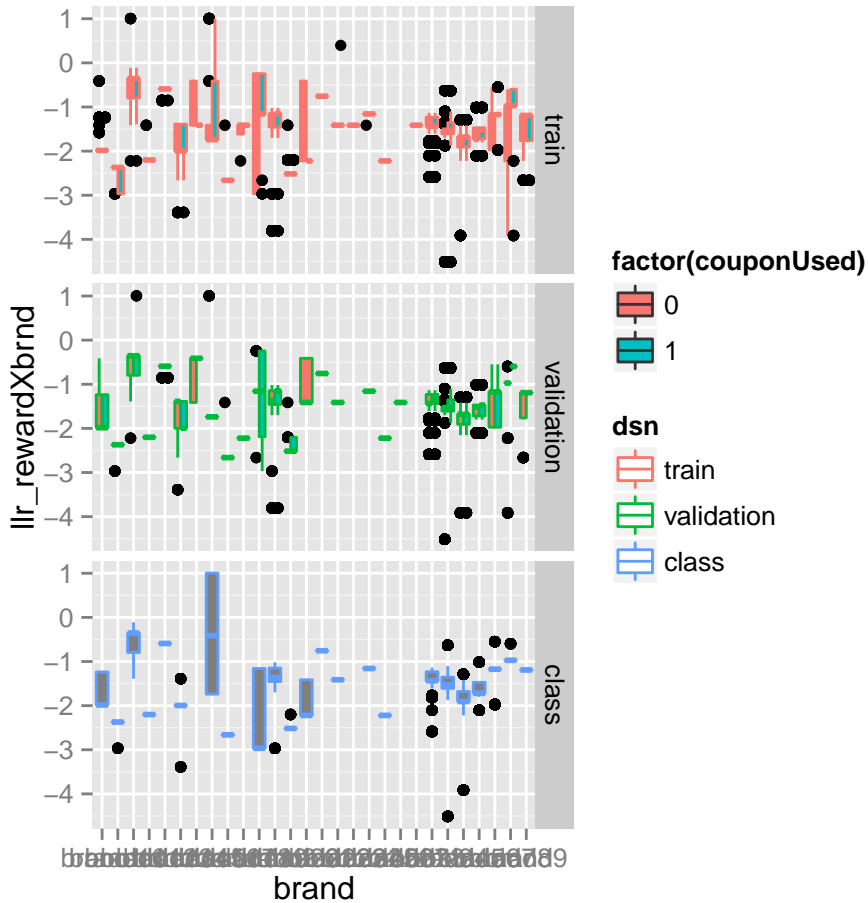 1
0
−1
−2
−3
−4
train
1
0
−1
−2
−3
−4
validation
1
0
−1
−2
−3
−4
class
llr_rewardXbrnd
brand
factor(couponUsed)
0
1
dsn
train
validation
class